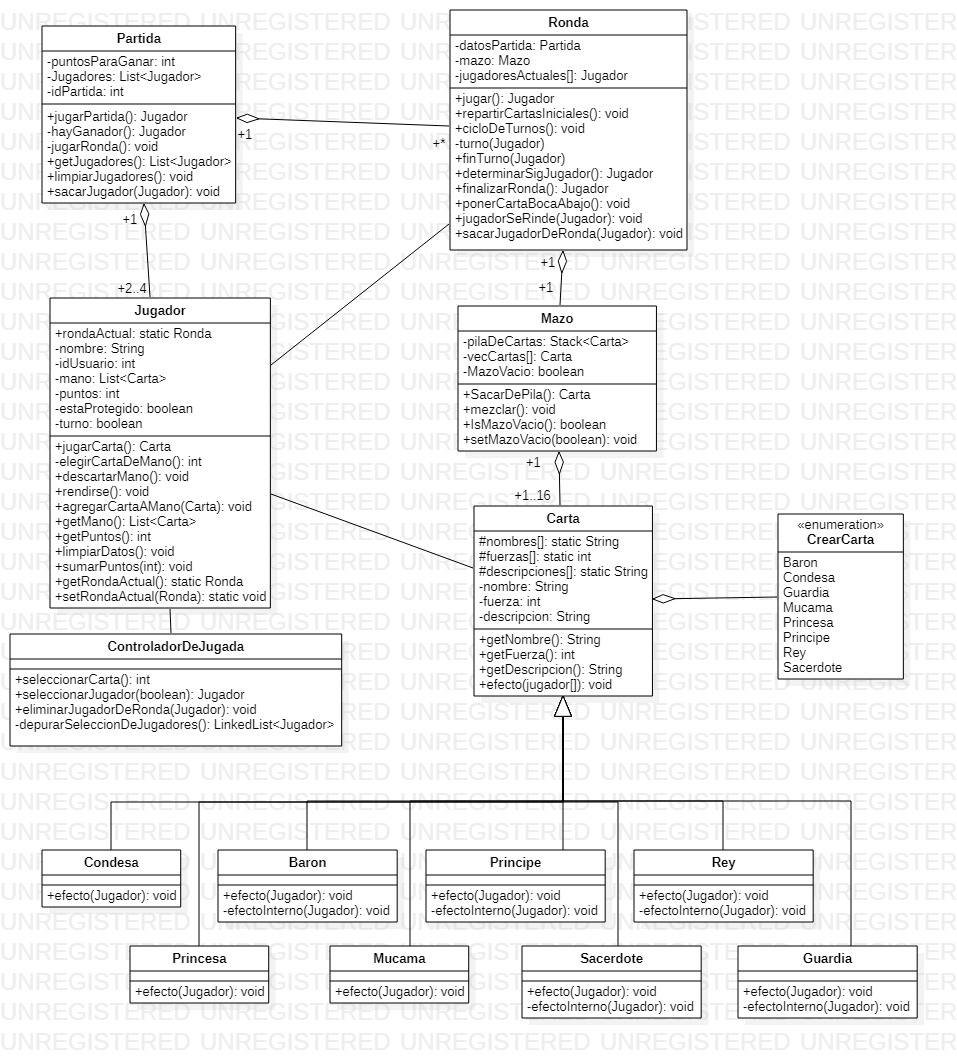 Partida
-puntosParaGanar: int
-Jugadores: List<Jugador>
-idPartida: int
+jugarPartida(): Jugador
-hayGanador(): Jugador
-jugarRonda(): void
+getJugadores(): List<Jugador>
+limpiarJugadores(): void
+sacarJugador(Jugador): void
+1
+*
Ronda
-datosPartida: Partida
-mazo: Mazo
-jugadoresActuales[]: Jugador
+jugar(): Jugador
+repartirCartasIniciales(): void
+cicloDeTurnos(): void
-turno(Jugador)
+finTurno(Jugador)
+determinarSigJugador(): Jugador
+finalizarRonda(): Jugador
+ponerCartaBocaAbajo(): void
+jugadorSeRinde(Jugador): void
+sacarJugadorDeRonda(Jugador): void
+1
+2..4
+1
+1
Jugador
+rondaActual: static Ronda
-nombre: String
-idUsuario: int
-mano: List<Carta>
-puntos: int
-estaProtegido: boolean
-turno: boolean
+jugarCarta(): Carta
-elegirCartaDeMano(): int
+descartarMano(): void
+rendirse(): void
+agregarCartaAMano(Carta): void
+getMano(): List<Carta>
+getPuntos(): int
+limpiarDatos(): void
+sumarPuntos(int): void
+getRondaActual(): static Ronda
+setRondaActual(Ronda): static void
Mazo
-pilaDeCartas: Stack<Carta>
-vecCartas[]: Carta
-MazoVacio: boolean
+SacarDePila(): Carta
+mezclar(): void
+IsMazoVacio(): boolean
+setMazoVacio(boolean): void
+1
+1..16
Carta
#nombres[]: static String
#fuerzas[]: static int
#descripciones[]: static String
-nombre: String
-fuerza: int
-descripcion: String
+getNombre(): String
+getFuerza(): int
+getDescripcion(): String
+efecto(jugador[]): void
«enumeration»
CrearCarta
Baron
Condesa
Guardia
Mucama
Princesa
Principe
Rey
Sacerdote
ControladorDeJugada
+seleccionarCarta(): int
+seleccionarJugador(boolean): Jugador
+eliminarJugadorDeRonda(Jugador): void
-depurarSeleccionDeJugadores(): LinkedList<Jugador>
Condesa
+efecto(Jugador): void
Baron
+efecto(Jugador): void
-efectoInterno(Jugador): void
Principe
+efecto(Jugador): void
-efectoInterno(Jugador): void
Rey
+efecto(Jugador): void
-efectoInterno(Jugador): void
Princesa
+efecto(Jugador): void
Mucama
+efecto(Jugador): void
Sacerdote
+efecto(Jugador): void
-efectoInterno(Jugador): void
Guardia
+efecto(Jugador): void
-efectoInterno(Jugador): void
UNREGISTERED